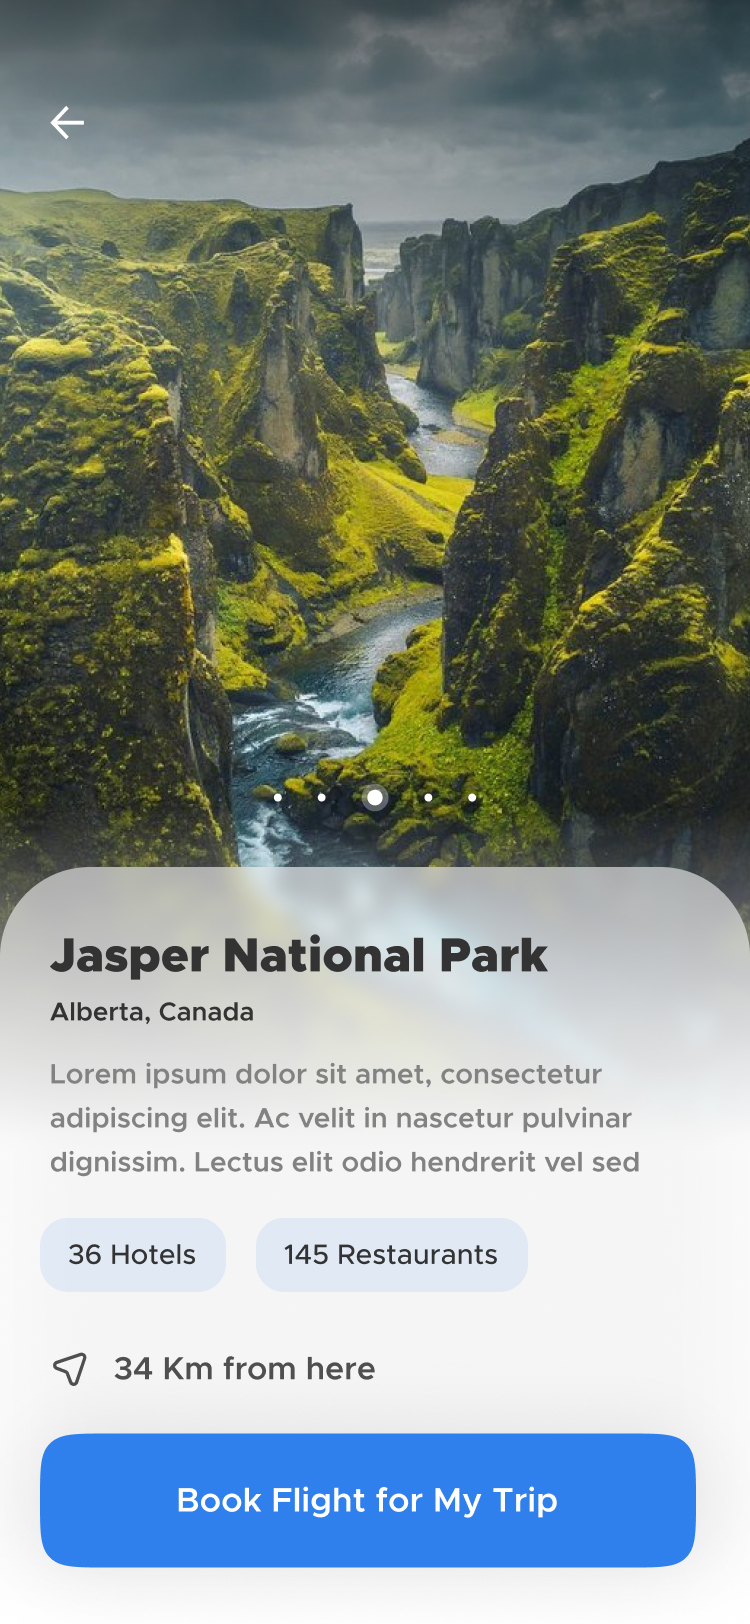 Jasper National Park
Alberta, Canada
Lorem ipsum dolor sit amet, consectetur
adipiscing elit. Ac velit in nascetur pulvinar
dignissim. Lectus elit odio hendrerit vel sed
36 Hotels
145 Restaurants
34 Km from here
Book Flight for My Trip